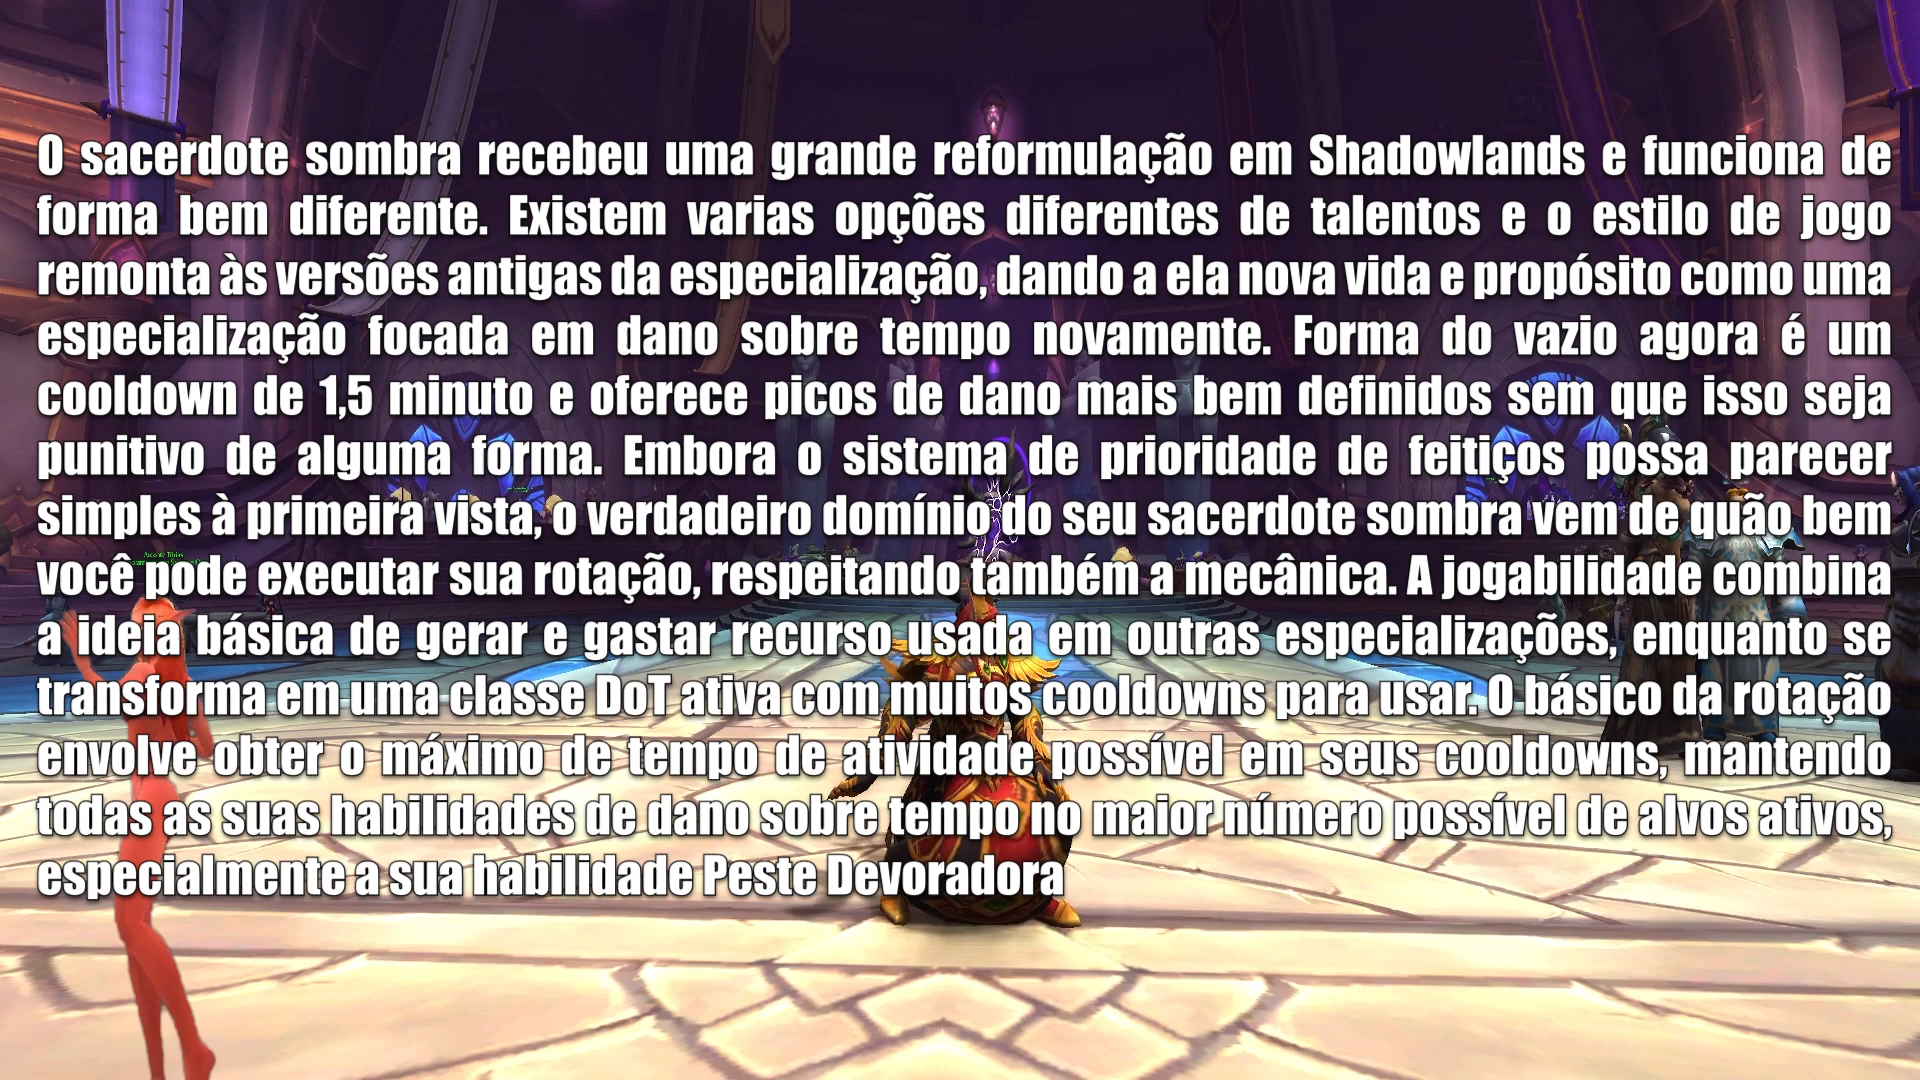 O sacerdote sombra recebeu uma grande reformulação em Shadowlands e funciona de
forma bem diferente. Existem varias opções diferentes de talentos e o estilo de jogo
remonta às versões antigas da especialização, dando a ela nova vida e propósito como uma
especialização focada em dano sobre tempo novamente. Forma do vazio agora é um
cooldown de 1,5 minuto e oferece picos de dano mais bem definidos sem que isso seja
punitivo de alguma forma. Embora o sistema de prioridade de feitiços possa parecer
simples à primeira vista, o verdadeiro domínio do seu sacerdote sombra vem de quão bem
você pode executar sua rotação, respeitando também a mecânica. A jogabilidade combina
a ideia básica de gerar e gastar recurso usada em outras especializações, enquanto se
transforma em uma classe DoT ativa com muitos cooldowns para usar. O básico da rotação
envolve obter o máximo de tempo de atividade possível em seus cooldowns, mantendo
todas as suas habilidades de dano sobre tempo no maior número possível de alvos ativos,
especialmente a sua habilidade Peste Devoradora